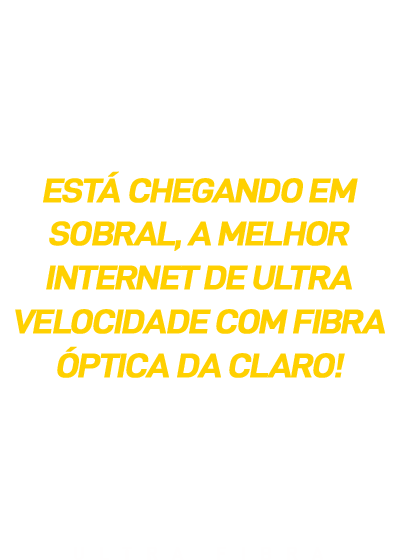 ESTÁ CHEGANDO EM
SOBRAL, A MELHOR
INTERNET DE ULTRA
VELOCIDADE COM FIBRA
ÓPTICA DA CLARO!